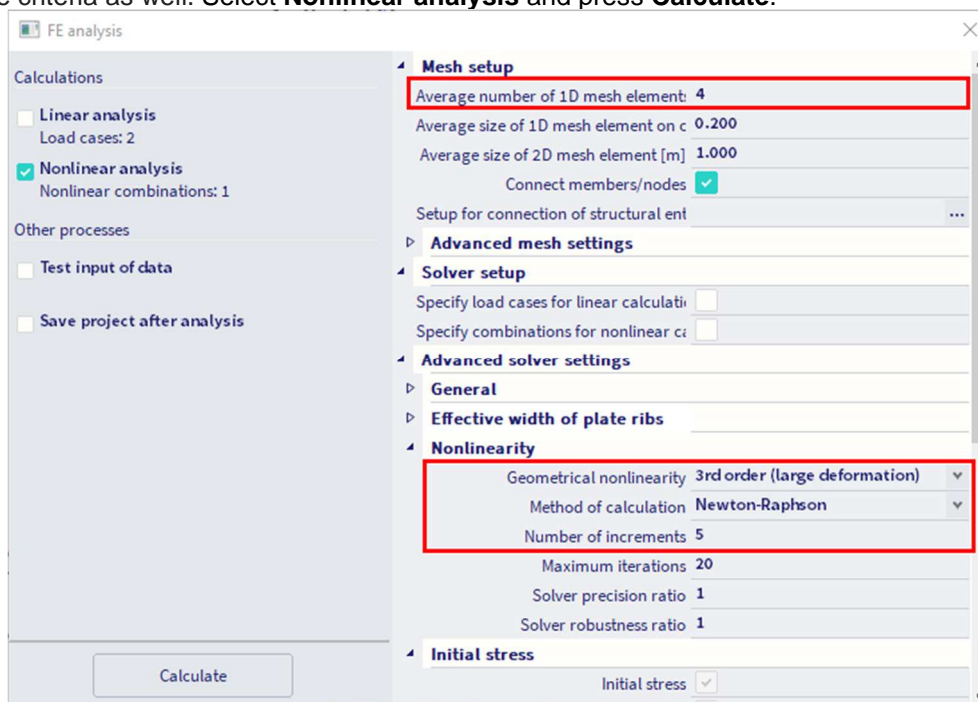 e criteria as well. Select Nonlinear analysis and press Calculate.
FE analysis
Calculations
Linear analysis
Load cases: 2
Nonlinear analysis
Nonlinear combinations: 1
Other processes
Test input of data
Save project after analysis
Calculate
Mesh setup
Average number of 1D mesh element: 4
Average size of 1D mesh element on c 0.200
Average size of 2D mesh element [m] 1.000
Connect members/nodes
Setup for connection of structural ent ...
Advanced mesh settings
Solver setup
Specify load cases for linear calculati
Specify combinations for nonlinear ca
Advanced solver settings
General
Effective width of plate ribs
Nonlinearity
Geometrical nonlinearity 3rd order (large deformation)
Method of calculation Newton-Raphson
Number of increments 5
Maximum iterations 20
Solver precision ratio 1
Solver robustness ratio 1
Initial stress
Initial stress